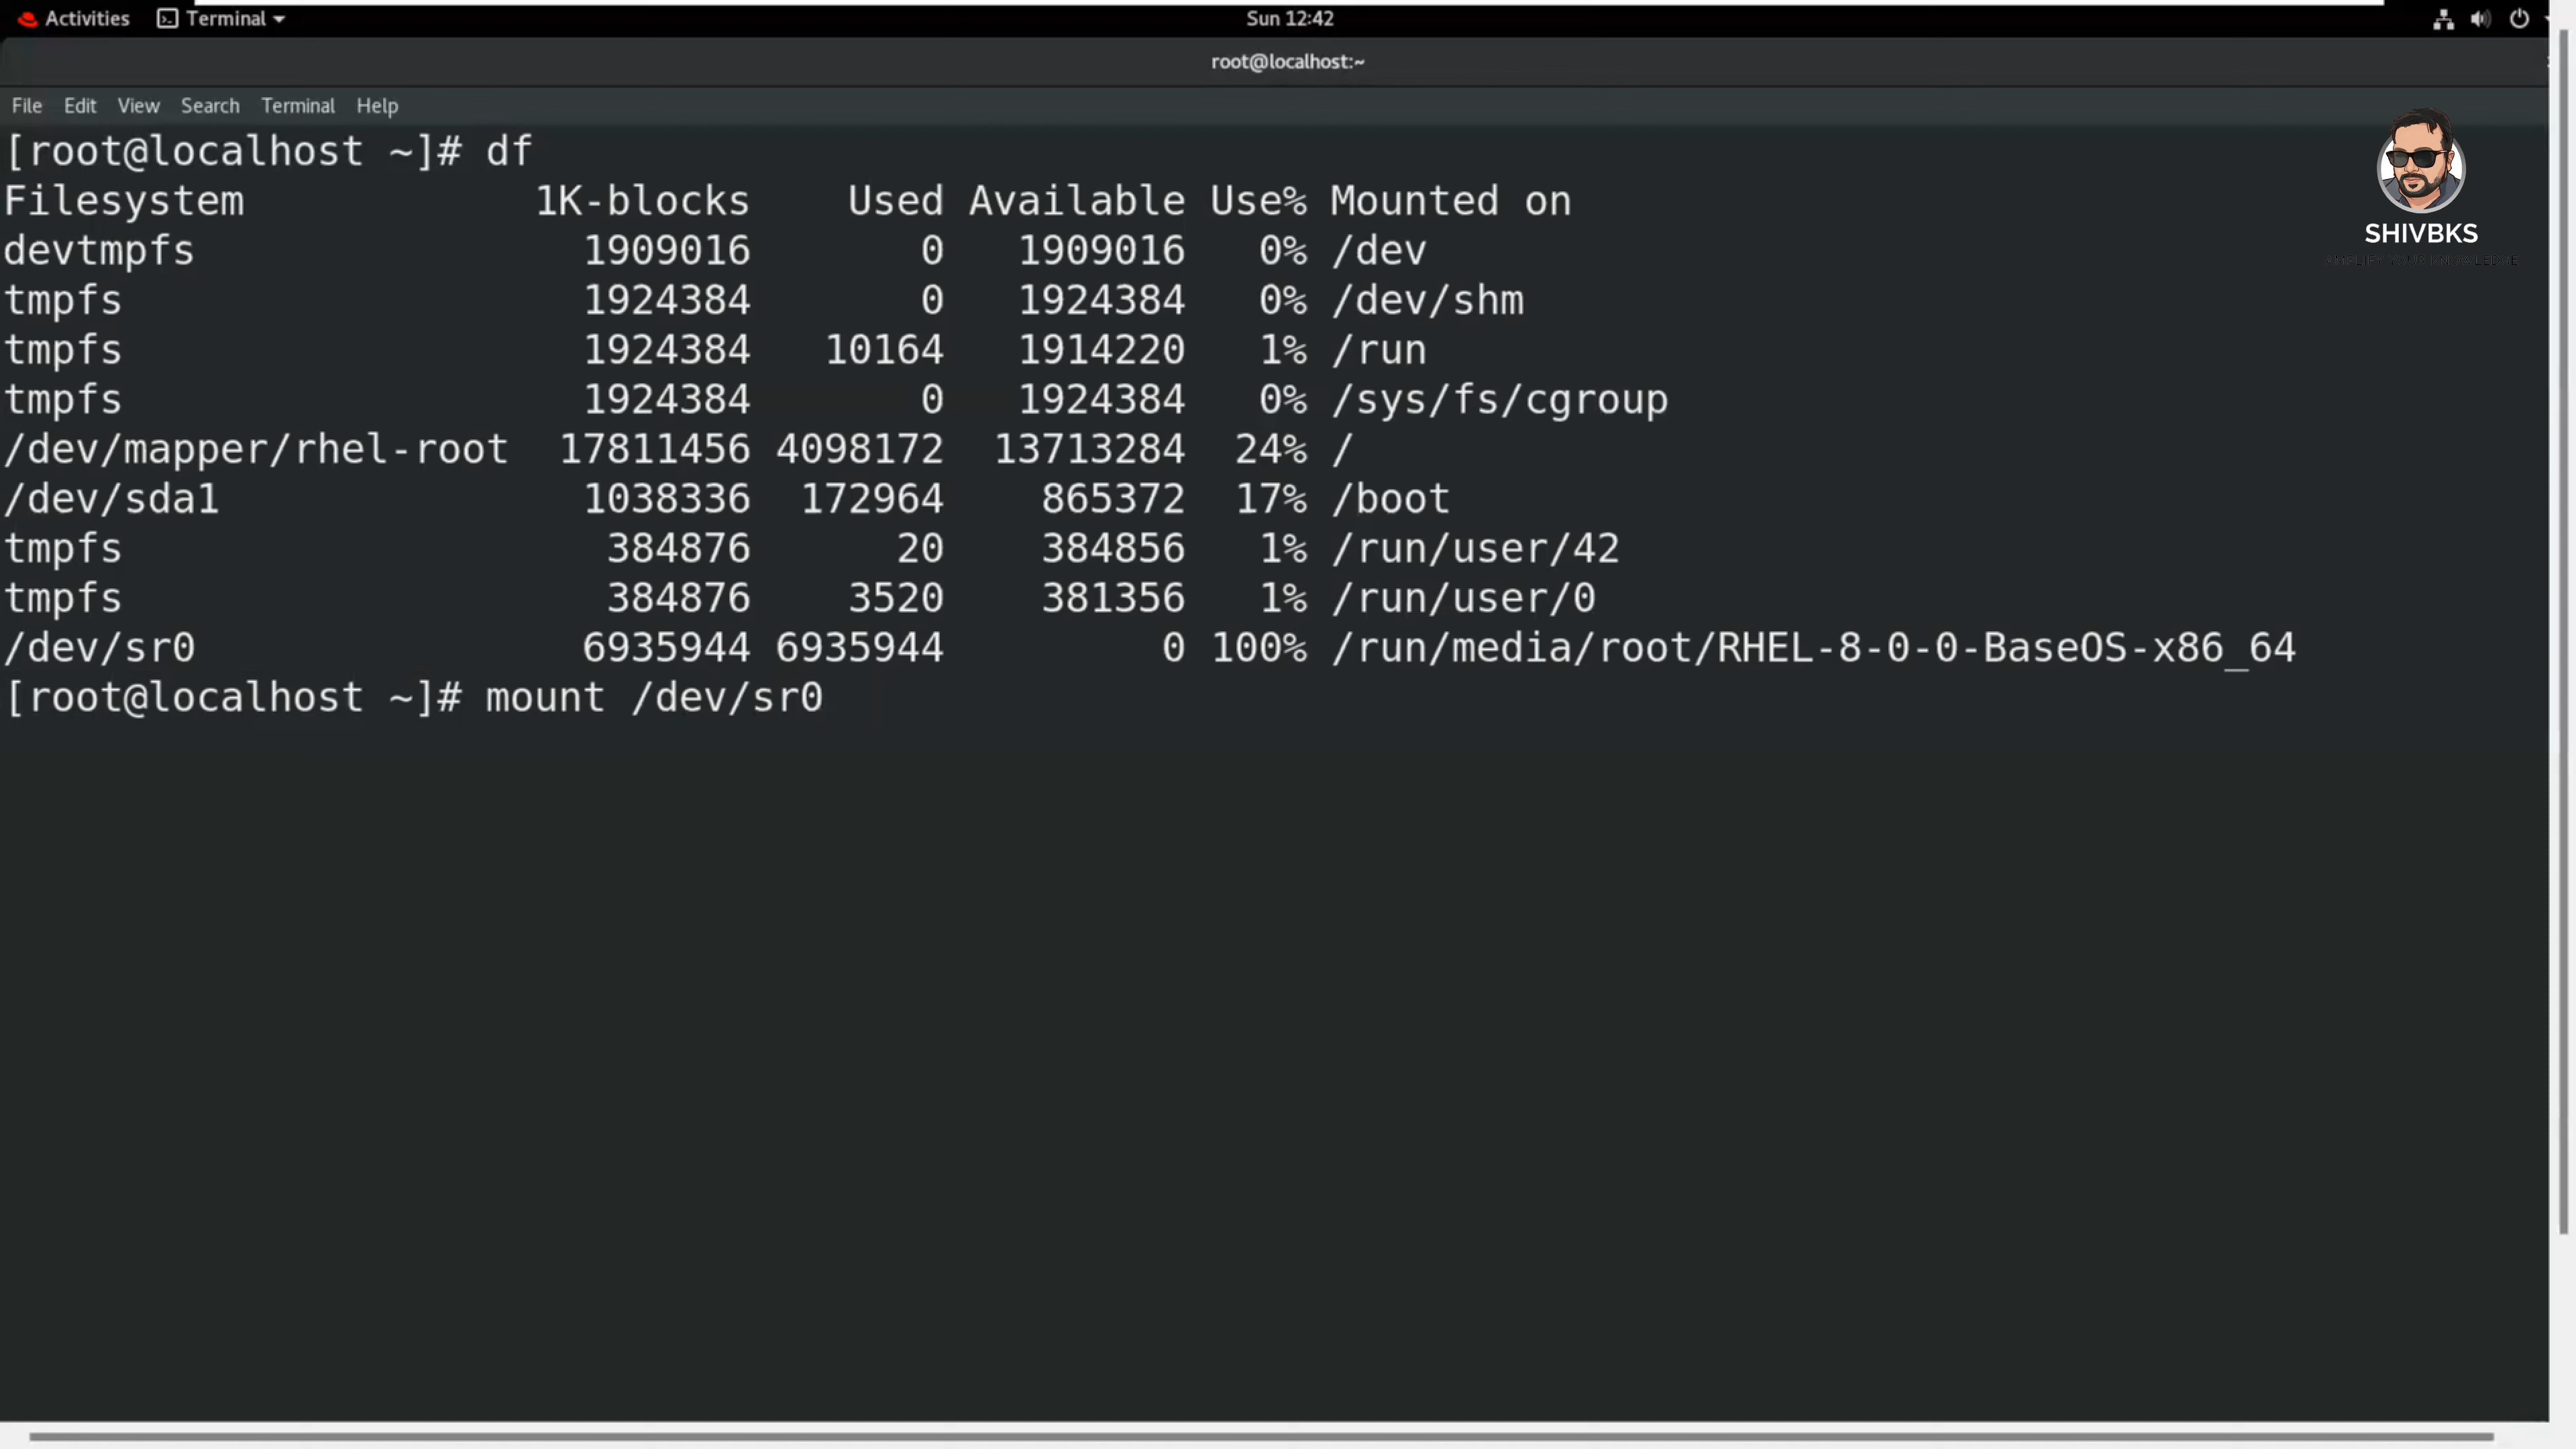 Activities Terminal Sun 12:42
root@localhost:~
File Edit View Search Terminal Help
[root@localhost ~]# df
Filesystem 1K-blocks Used Available Use% Mounted on
devtmpfs 1909016 0 1909016 0% /dev
tmpfs 1924384 0 1924384 0% /dev/shm
tmpfs 1924384 10164 1914220 1% /run
tmpfs 1924384 0 1924384 0% /sys/fs/cgroup
/dev/mapper/rhel-root 17811456 4098172 13713284 24% /
/dev/sda1 1038336 172964 865372 17% /boot
tmpfs 384876 20 384856 1% /run/user/42
tmpfs 384876 3520 381356 1% /run/user/0
/dev/sr0 6935944 6935944 0 100% /run/media/root/RHEL-8-0-0-BaseOS-x86_64
[root@localhost ~]# mount /dev/sr0
SHIVBKS